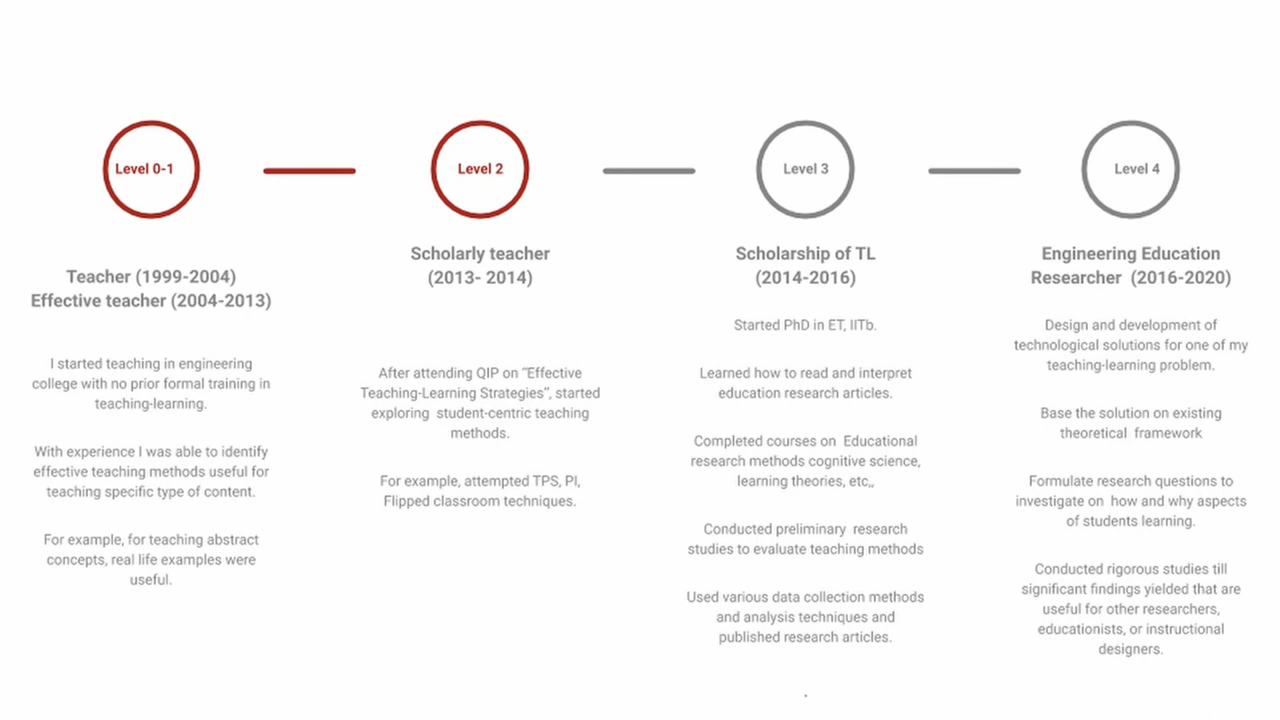 Level 0-1
Teacher (1999-2004)
Effective teacher (2004-2013)
I started teaching in engineering
college with no prior formal training in
teaching-learning.
With experience I was able to identify
effective teaching methods useful for
teaching specific type of content.
For example, for teaching abstract
concepts, real life examples were
useful.
Level 2
Scholarly teacher
(2013- 2014)
After attending QIP on “Effective
Teaching-Learning Strategies”, started
exploring student-centric teaching
methods.
For example, attempted TPS, PI,
Flipped classroom techniques.
Level 3
Scholarship of TL
(2014-2016)
Started PhD in ET, IITb.
Learned how to read and interpret
education research articles.
Completed courses on Educational
research methods cognitive science,
learning theories, etc,,
Conducted preliminary research
studies to evaluate teaching methods
Used various data collection methods
and analysis techniques and
published research articles.
.
Level 4
Engineering Education
Researcher (2016-2020)
Design and development of
technological solutions for one of my
teaching-learning problem.
Base the solution on existing
theoretical framework
Formulate research questions to
investigate on how and why aspects
of students learning.
Conducted rigorous studies till
significant findings yielded that are
useful for other researchers,
educationists, or instructional
designers.